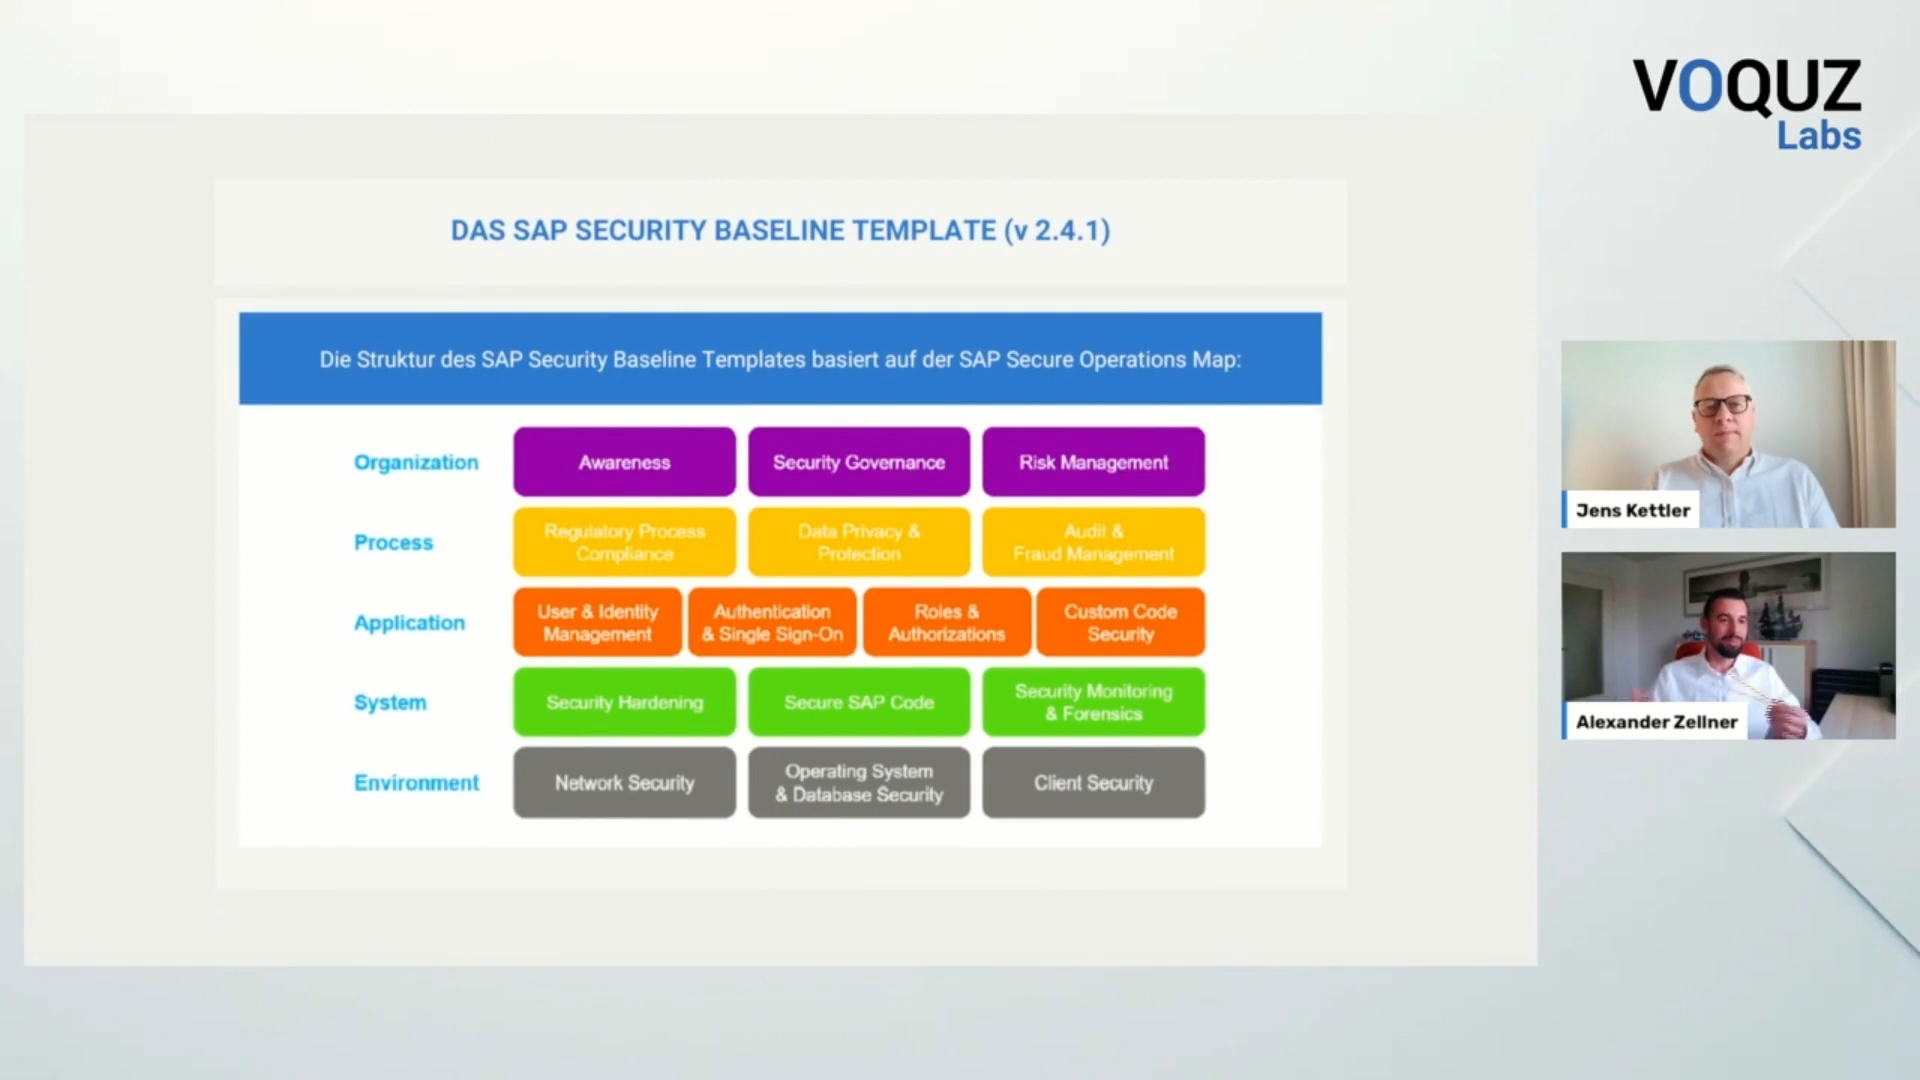 VOQUZ
Labs
DAS SAP SECURITY BASELINE TEMPLATE (v 2.4.1)
Die Struktur des SAP Security Baseline Templates basiert auf der SAP Secure Operations Map:
Organization
Awareness
Security Governance
Risk Management
Process
Regulatory Process
Compliance
Data Privacy &
Protection
Audit &
Fraud Management
Application
User & Identity
Management
Authentication
& Single Sign-On
Roles &
Authorizations
Custom Code
Security
System
Security Hardening
Secure SAP Code
Security Monitoring
& Forensics
Environment
Network Security
Operating System
& Database Security
Client Security
Jens Kettler
Alexander Zellner